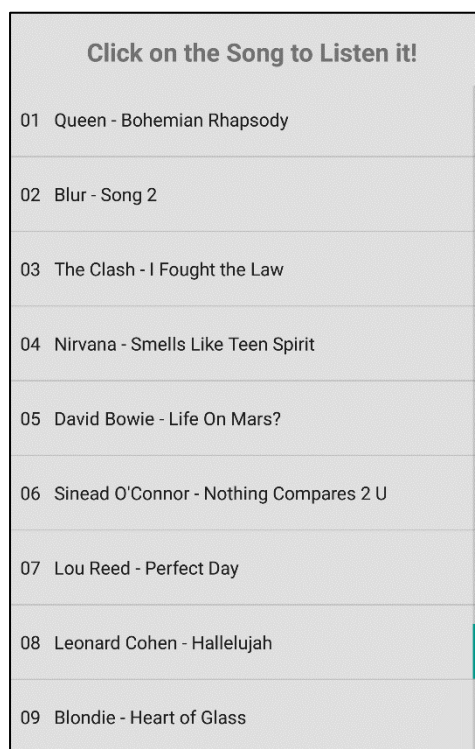 Click on the Song to Listen it!
01 Queen - Bohemian Rhapsody
02 Blur - Song 2
03 The Clash - I Fought the Law
04 Nirvana - Smells Like Teen Spirit
05 David Bowie - Life On Mars?
06 Sinead O'Connor - Nothing Compares 2 U
07 Lou Reed - Perfect Day
08 Leonard Cohen - Hallelujah
09 Blondie - Heart of Glass